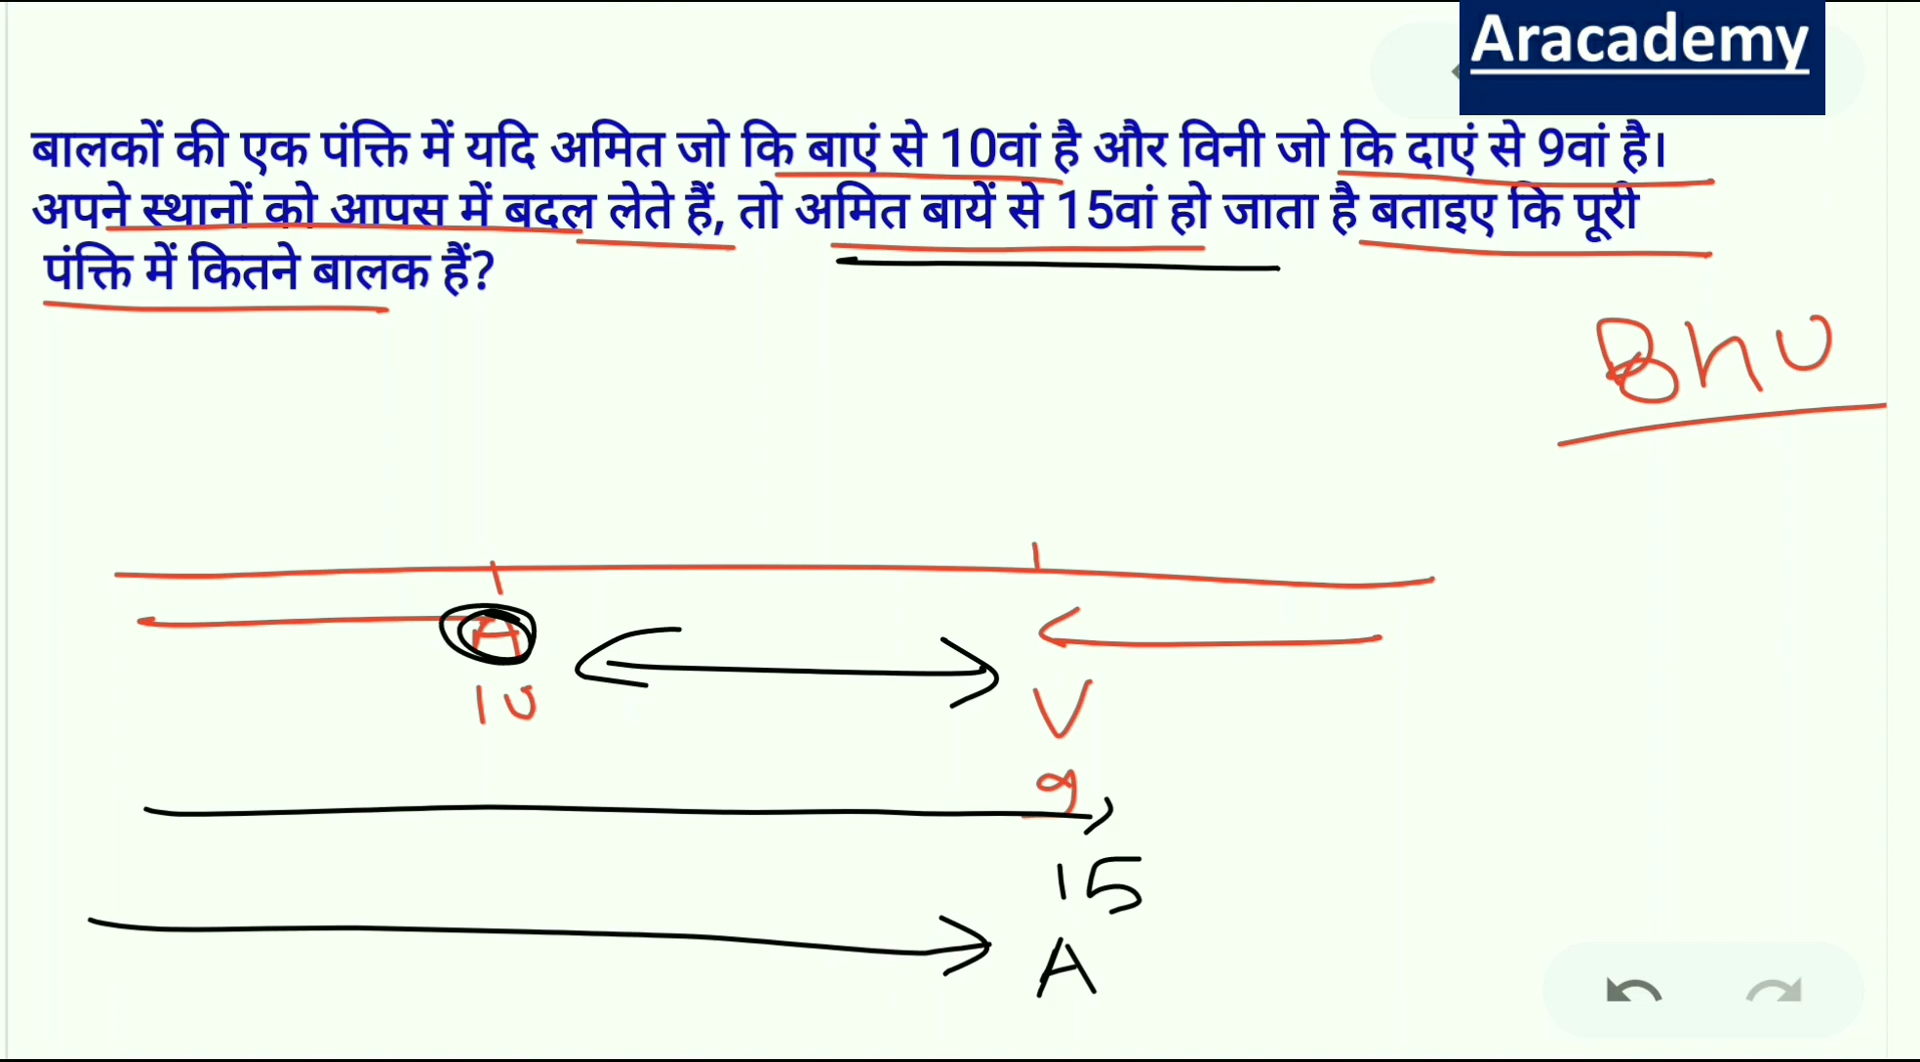 Aracademy
बालकों की एक पंक्ति में यदि अमित जो कि बाएं से 10वां है और विनी जो कि दाएं से 9वां है।
अपने स्थानों को आपस में बदल लेते हैं, तो अमित बायें से 15वां हो जाता है बताइए कि पूरी
पंक्ति में कितने बालक हैं?
Bhu
A
10
V
9
15
A